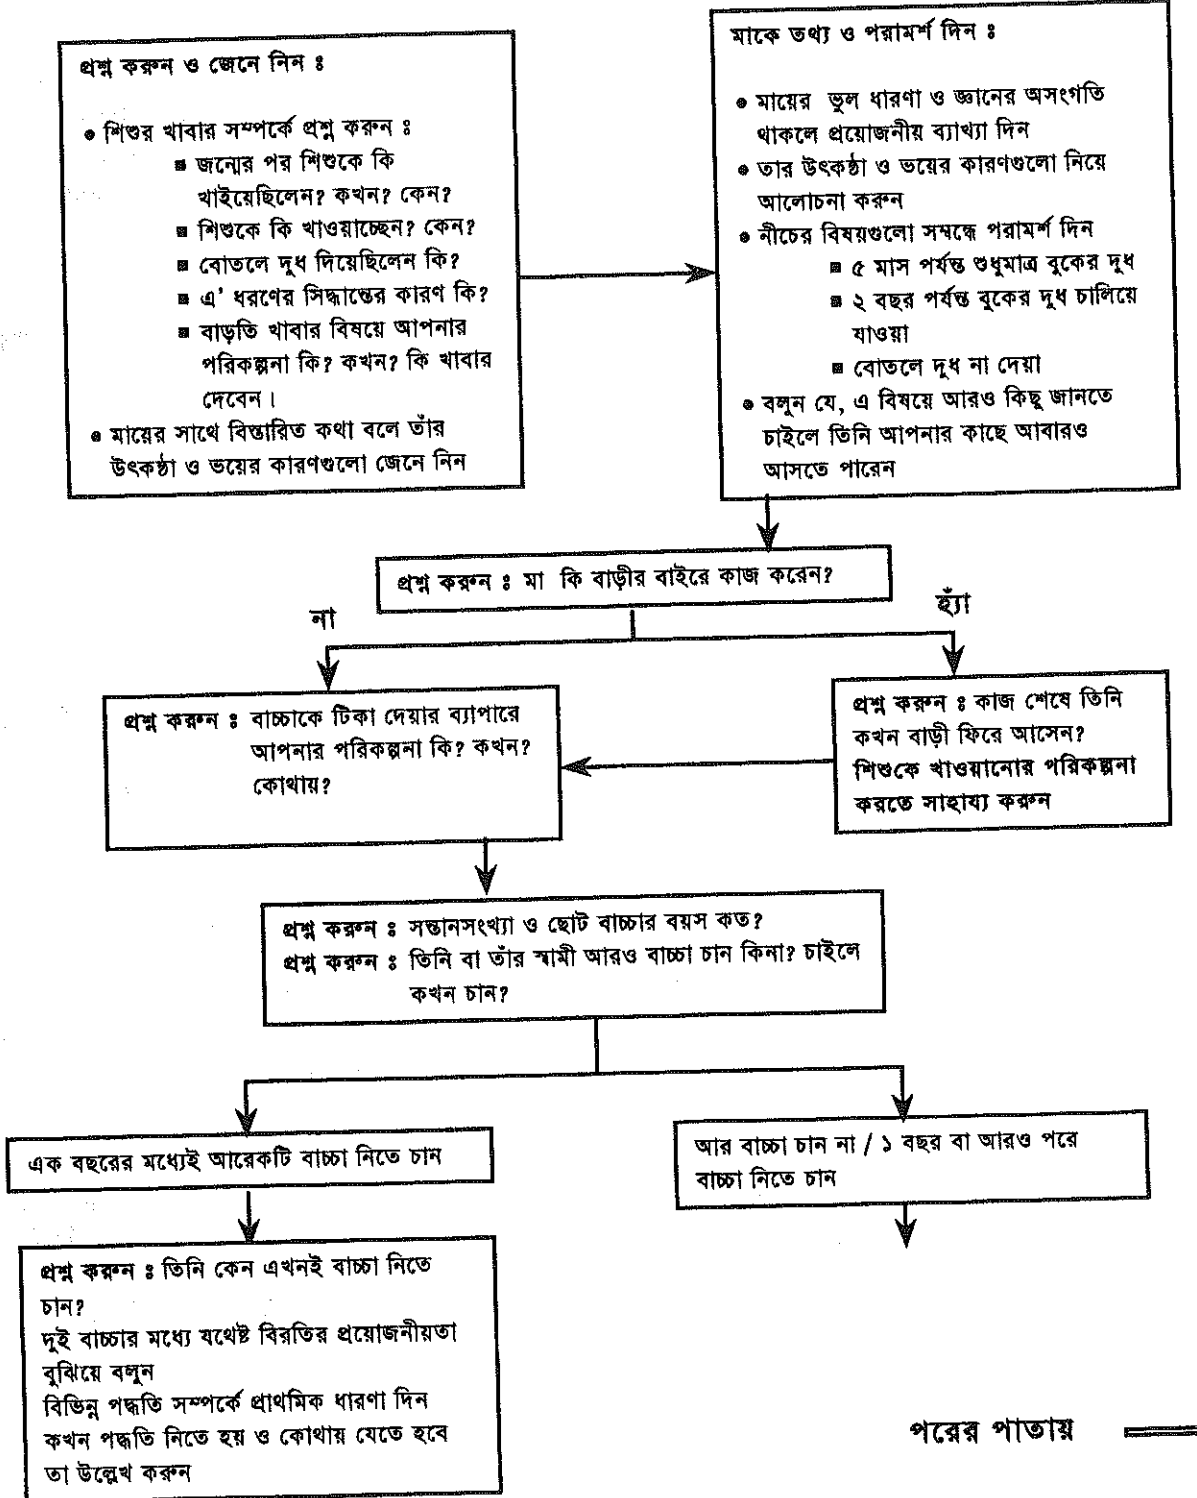 প্রশ্ন করুন ও জেনে নিন ঃ
● শিশুর খাবার সম্পর্কে প্রশ্ন করুন ঃ
■ জন্মের পর শিশুকে কি
খাইয়েছিলেন? কখন? কেন?
■ শিশুকে কি খাওয়াচ্ছেন? কেন?
■ বোতলে দুধ দিয়েছিলেন কি?
■ এ' ধরণের সিদ্ধান্তের কারণ কি?
■ বাড়তি খাবার বিষয়ে আপনার
পরিকল্পনা কি? কখন? কি খাবার
দেবেন।
● মায়ের সাথে বিস্তারিত কথা বলে তাঁর
উৎকন্ঠা ও ভয়ের কারণগুলো জেনে নিন
মাকে তথ্য ও পরামর্শ দিন ঃ
● মায়ের ভুল ধারণা ও জ্ঞানের অসংগতি
থাকলে প্রয়োজনীয় ব্যাখ্যা দিন
● তার উৎকন্ঠা ও ভয়ের কারণগুলো নিয়ে
আলোচনা করুন
● নীচের বিষয়গুলো সম্বন্ধে পরামর্শ দিন
■ ৫ মাস পর্যন্ত শুধুমাত্র বুকের দুধ
■ ২ বছর পর্যন্ত বুকের দুধ চালিয়ে
যাওয়া
■ বোতলে দুধ না দেয়া
● বলুন যে, এ বিষয়ে আরও কিছু জানতে
চাইলে তিনি আপনার কাছে আবারও
আসতে পারেন
প্রশ্ন করুন ঃ মা কি বাড়ীর বাইরে কাজ করেন?
না
হ্যাঁ
প্রশ্ন করুন ঃ বাচ্চাকে টিকা দেয়ার ব্যাপারে
আপনার পরিকল্পনা কি? কখন?
কোথায়?
প্রশ্ন করুন ঃ কাজ শেষে তিনি
কখন বাড়ী ফিরে আসেন?
শিশুকে খাওয়ানোর পরিকল্পনা
করতে সাহায্য করুন
প্রশ্ন করুন ঃ সন্তানসংখ্যা ও ছোট বাচ্চার বয়স কত?
প্রশ্ন করুন ঃ তিনি বা তাঁর স্বামী আরও বাচ্চা চান কিনা? চাইলে
কখন চান?
এক বছরের মধ্যেই আরেকটি বাচ্চা নিতে চান
আর বাচ্চা চান না / ১ বছর বা আরও পরে
বাচ্চা নিতে চান
প্রশ্ন করুন ঃ তিনি কেন এখনই বাচ্চা নিতে
চান?
দুই বাচ্চার মধ্যে যথেষ্ট বিরতির প্রয়োজনীয়তা
বুঝিয়ে বলুন
বিভিন্ন পদ্ধতি সম্পর্কে প্রাথমিক ধারণা দিন
কখন পদ্ধতি নিতে হয় ও কোথায় যেতে হবে
তা উল্লেখ করুন
পরের পাতায়